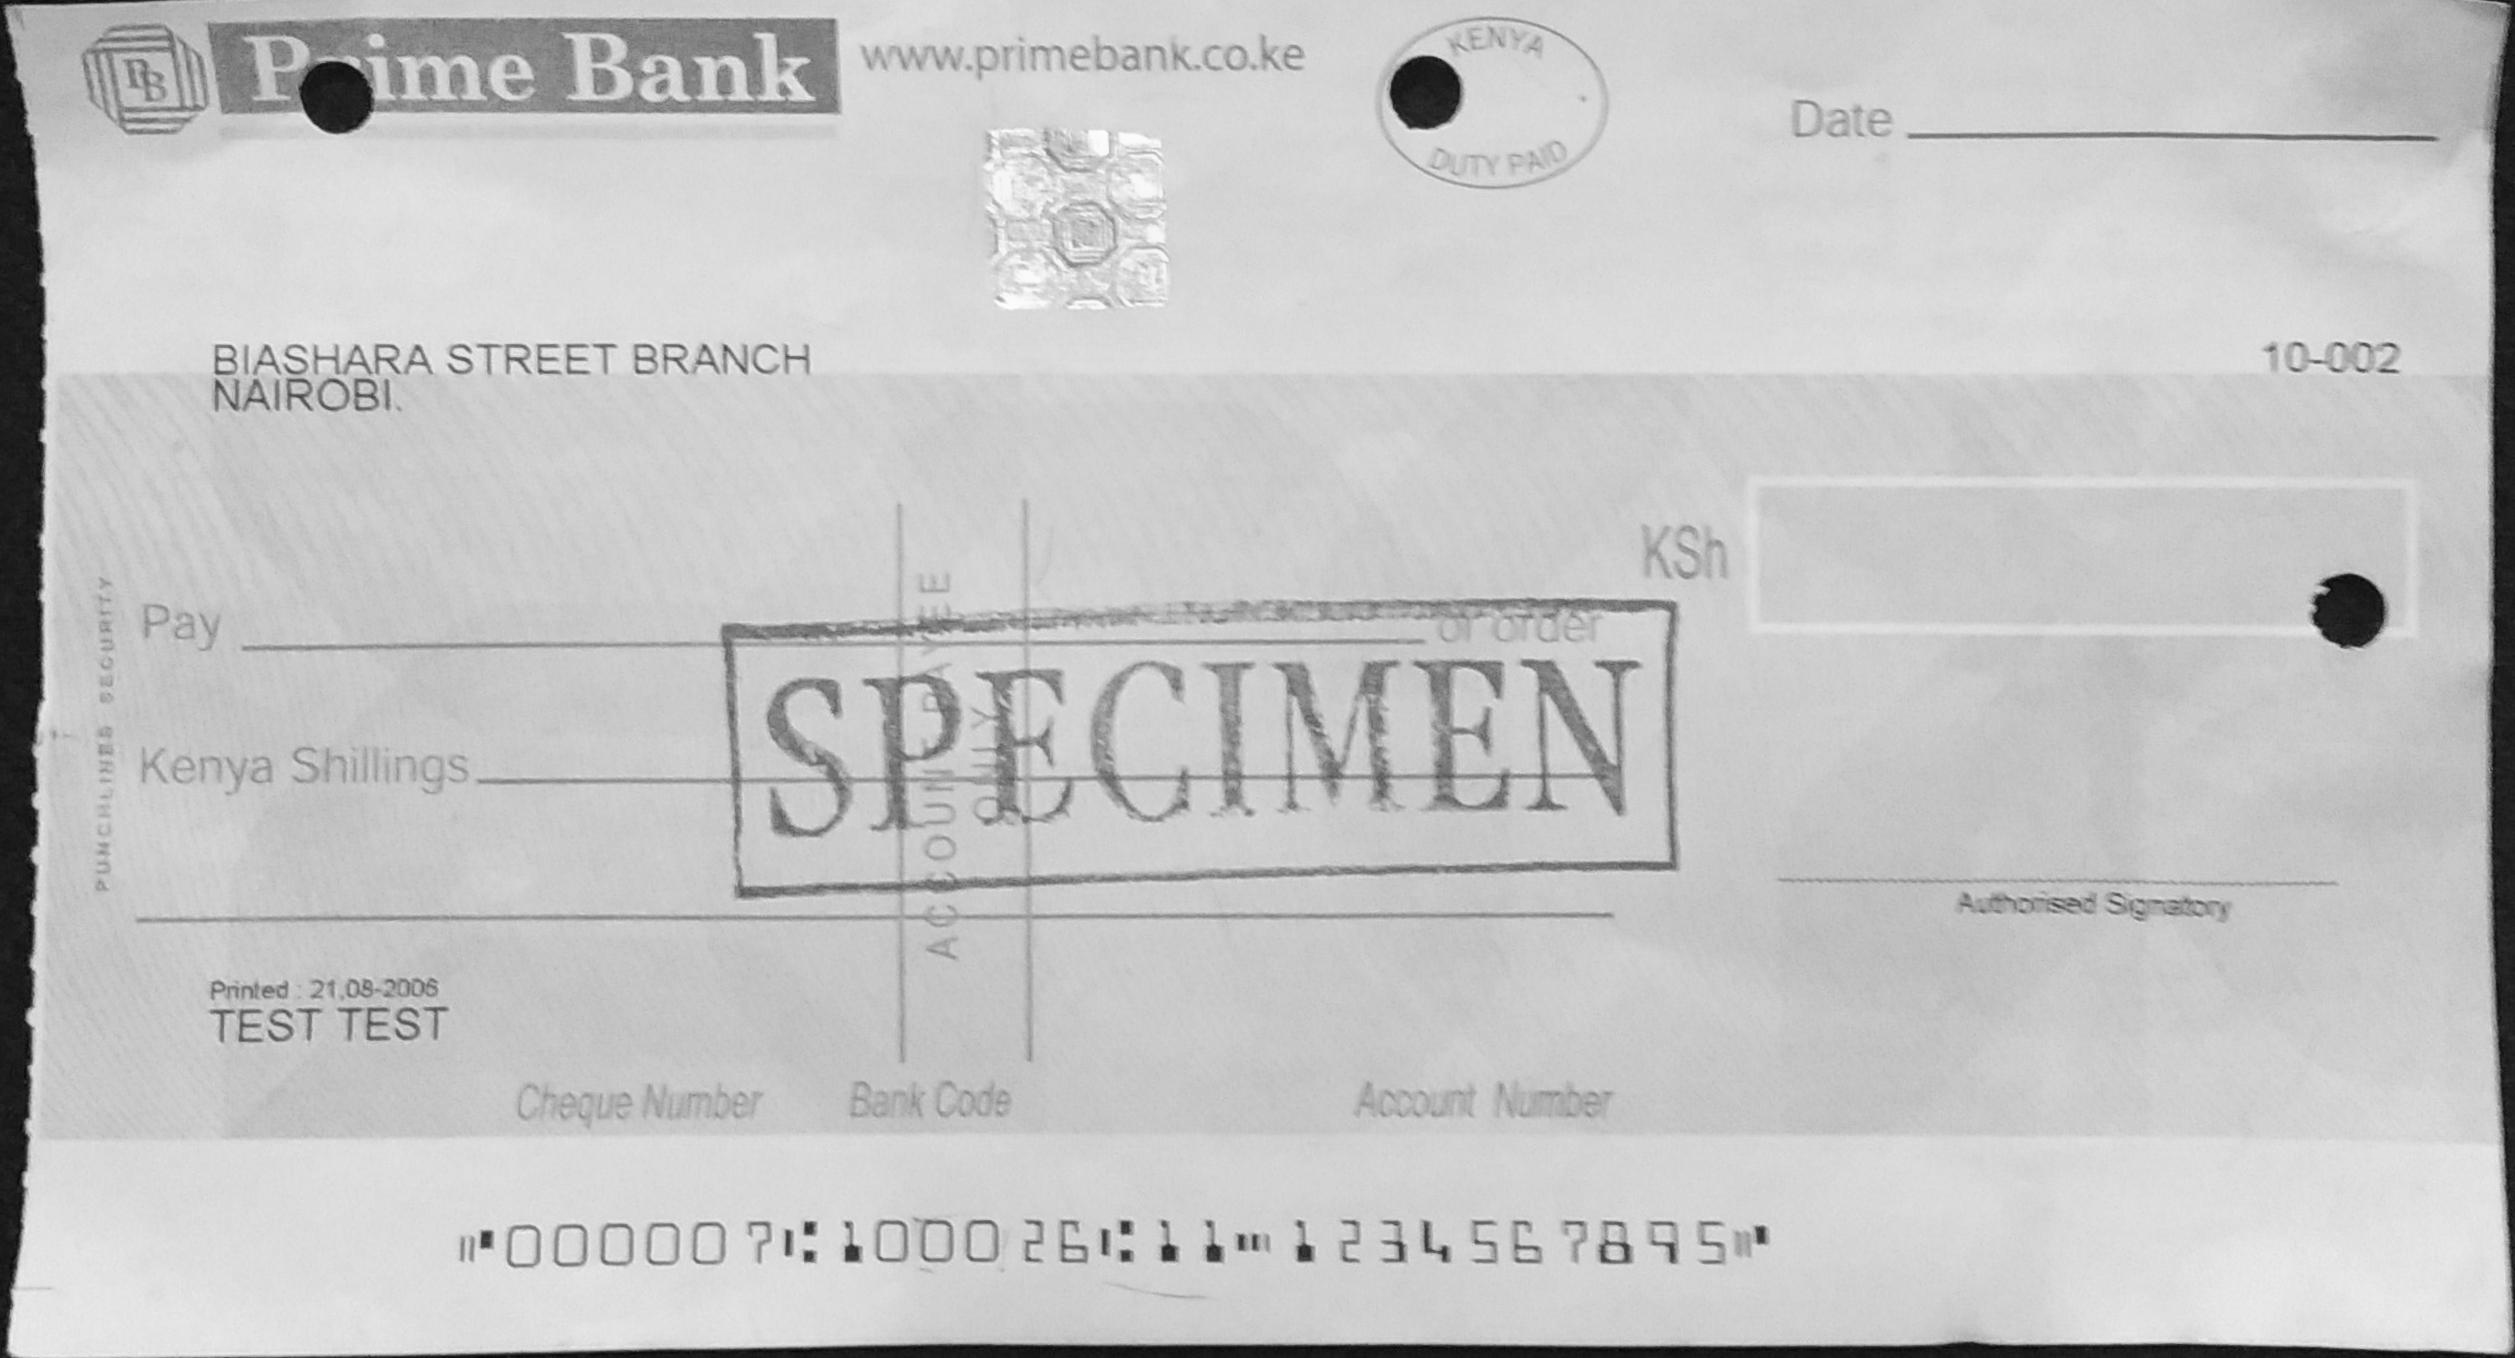 PB Prime Bank www.primebank.co.ke
KENYA
DUTY PAID
Date
BIASHARA STREET BRANCH
NAIROBI.
10-002
KSh
Pay
or order
SPECIMEN
ACCOUNT PAYEE
ONLY
Kenya Shillings
PUNCHLINES SECURITY
Authorised Signatory
Printed : 21,08-2006
TEST TEST
Cheque Number Bank Code Account Number
⑈000007⑆100026⑆11⑈1234567895⑈